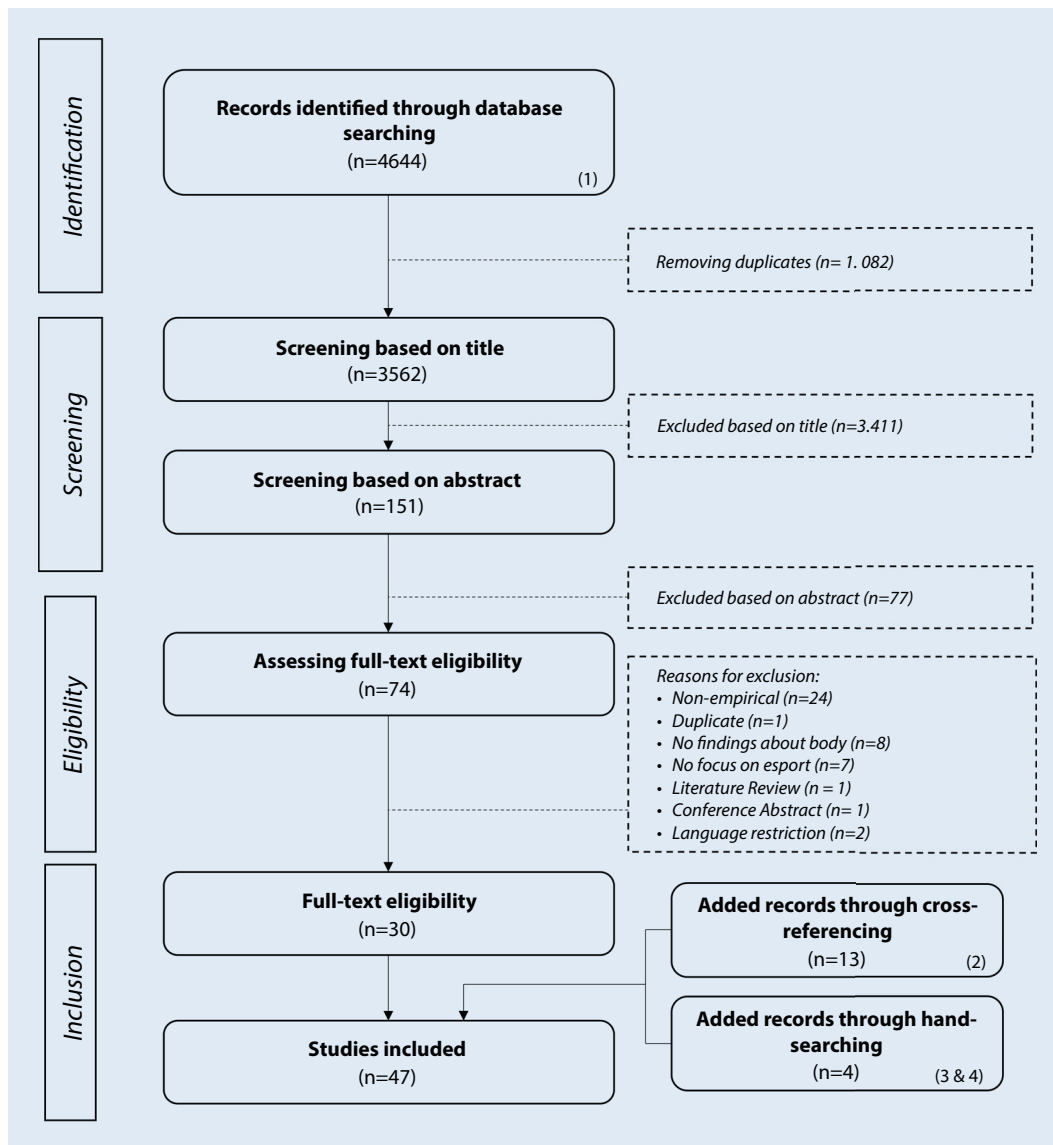 Identification
Records identified through database
searching
(n=4644)
(1)
Removing duplicates (n= 1. 082)
Screening
Screening based on title
(n=3562)
Excluded based on title (n=3.411)
Screening based on abstract
(n=151)
Excluded based on abstract (n=77)
Eligibility
Assessing full-text eligibility
(n=74)
Reasons for exclusion:
• Non-empirical (n=24)
• Duplicate (n=1)
• No findings about body (n=8)
• No focus on esport (n=7)
• Literature Review (n = 1)
• Conference Abstract (n= 1)
• Language restriction (n=2)
Inclusion
Full-text eligibility
(n=30)
Added records through cross-
referencing
(n=13)
(2)
Added records through hand-
searching
(n=4)
(3 & 4)
Studies included
(n=47)